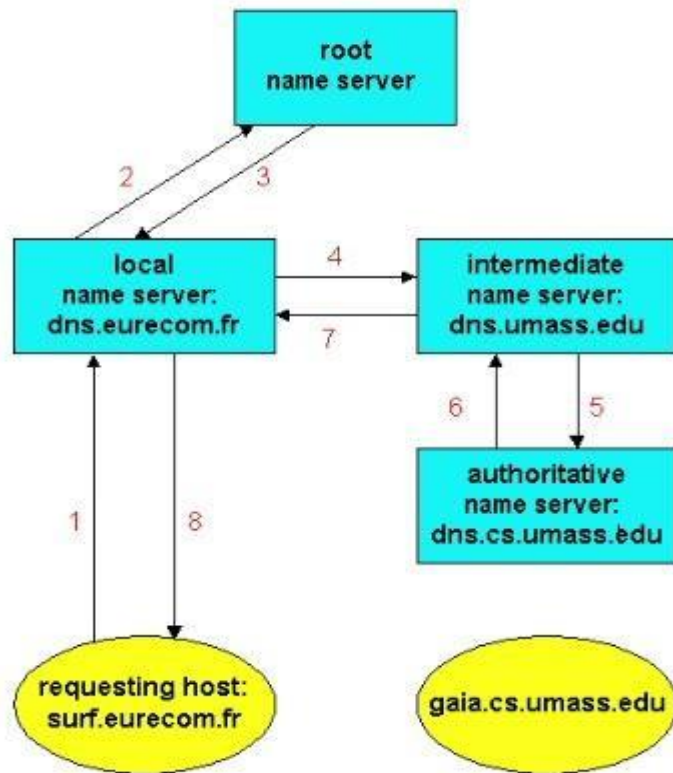 root
name server
2
3
local
name server:
dns.eurecom.fr
4
7
intermediate
name server:
dns.umass.edu
6
5
authoritative
name server:
dns.cs.umass.edu
1
8
requesting host:
surf.eurecom.fr
gaia.cs.umass.edu